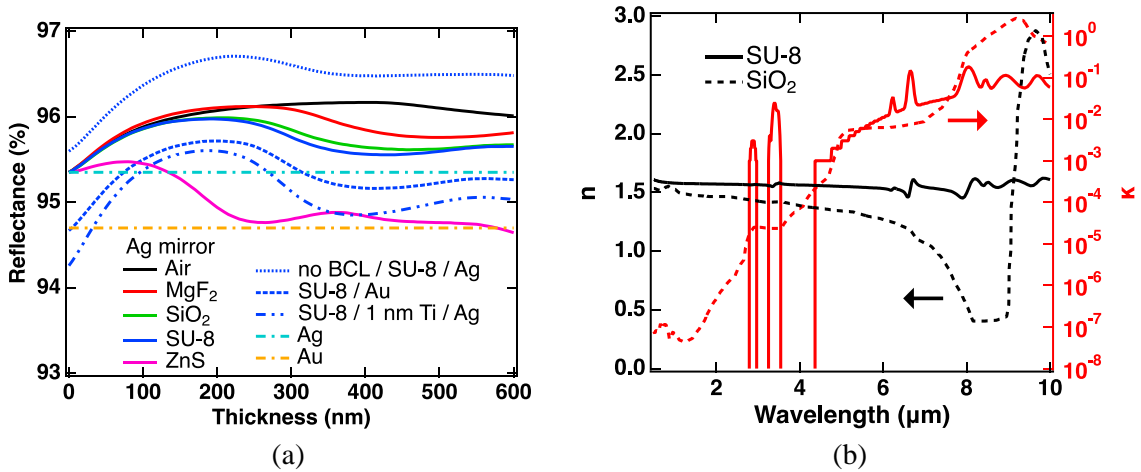 97
96
95
94
93
Reflectance (%)
0 100 200 300 400 500 600
Thickness (nm)
Ag mirror
Air
MgF₂
SiO₂
SU-8
ZnS
no BCL / SU-8 / Ag
SU-8 / Au
SU-8 / 1 nm Ti / Ag
Ag
Au
(a)
3.0
2.5
2.0
1.5
1.0
0.5
0.0
n
SU-8
SiO₂
10⁰
10⁻¹
10⁻²
10⁻³
10⁻⁴
10⁻⁵
10⁻⁶
10⁻⁷
10⁻⁸
κ
2 4 6 8 10
Wavelength (μm)
(b)